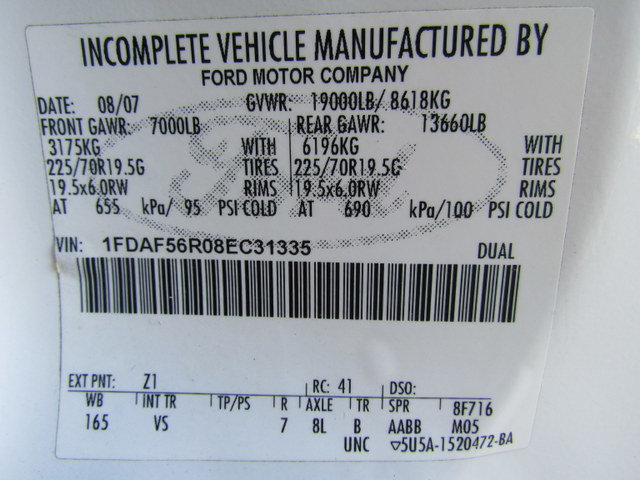 INCOMPLETE VEHICLE MANUFACTURED BY
FORD MOTOR COMPANY
DATE: 08/07 GVWR: 19000LB/ 8618KG
FRONT GAWR: 7000LB REAR GAWR: 13660LB
3175KG WITH 6196KG WITH
225/70R19.5G TIRES 225/70R19.5G TIRES
19.5x6.0RW RIMS 19.5x6.0RW RIMS
AT 655 kPa/ 95 PSI COLD AT 690 kPa/100 PSI COLD
VIN: 1FDAF56R08EC31335 DUAL
EXT PNT: Z1 RC: 41 DSO:
WB INT TR TP/PS R AXLE TR SPR 8F716
165 VS 7 8L B AABB M05
UNC ▽5U5A-1520472-BA